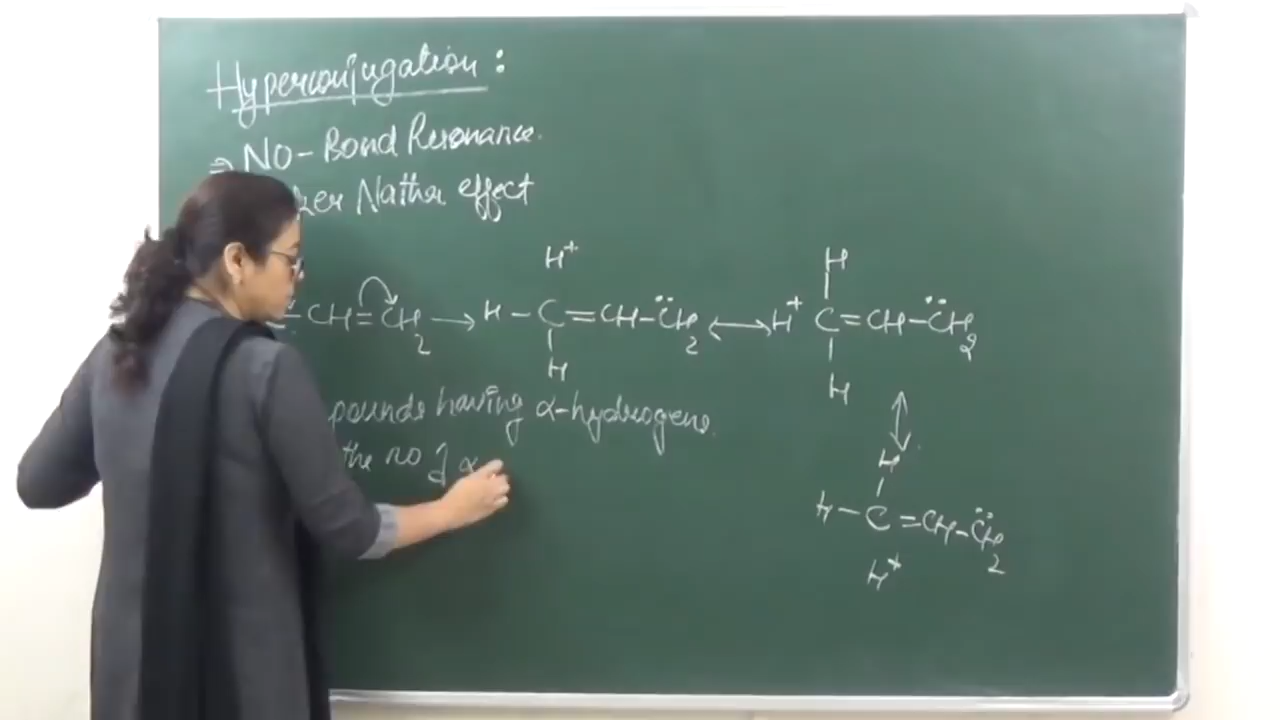 Hyperconjugation :
⇒ NO - Bond Resonance.
Nathan effect
H⁺ H
CH=CH₂ → H - C = CH - C̈H₂ ↔ H⁺ C = CH - C̈H₂
H H
pounds having α-hydrogens.
the no of α
H
H - C = CH - C̈H₂
H⁺